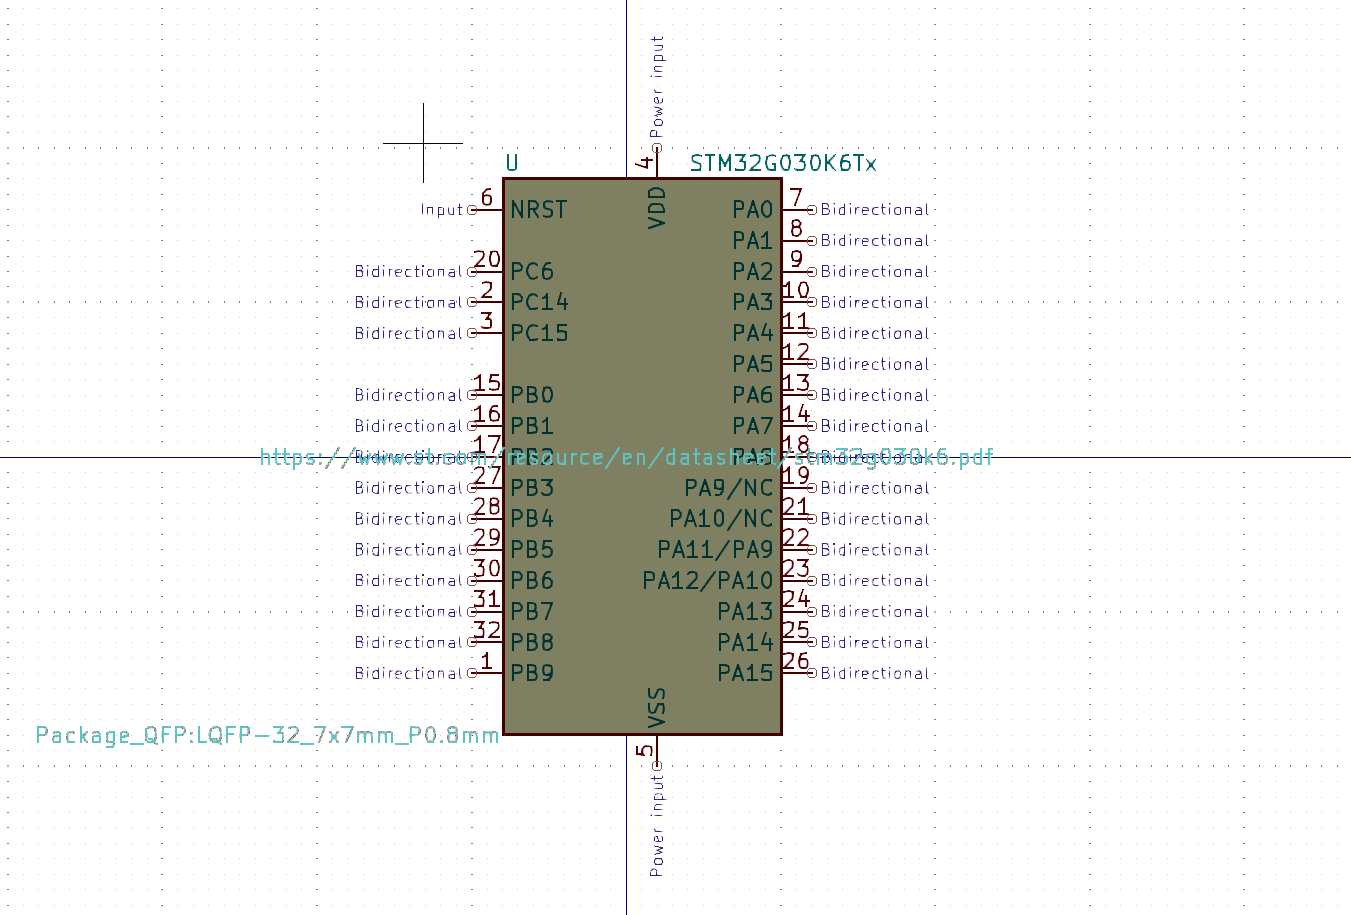 Power input
4
U
STM32G030K6Tx
VDD
Input 6 NRST
PA0 7 Bidirectional
PA1 8 Bidirectional
Bidirectional 20 PC6
PA2 9 Bidirectional
Bidirectional 2 PC14
PA3 10 Bidirectional
Bidirectional 3 PC15
PA4 11 Bidirectional
PA5 12 Bidirectional
Bidirectional 15 PB0
PA6 13 Bidirectional
Bidirectional 16 PB1
PA7 14 Bidirectional
Bidirectional 17 PB2
PA8 18 Bidirectional
https://www.st.com/resource/en/datasheet/stm32g030k6.pdf
Bidirectional 27 PB3
PA9/NC 19 Bidirectional
Bidirectional 28 PB4
PA10/NC 21 Bidirectional
Bidirectional 29 PB5
PA11/PA9 22 Bidirectional
Bidirectional 30 PB6
PA12/PA10 23 Bidirectional
Bidirectional 31 PB7
PA13 24 Bidirectional
Bidirectional 32 PB8
PA14 25 Bidirectional
Bidirectional 1 PB9
PA15 26 Bidirectional
VSS
Package_QFP:LQFP-32_7x7mm_P0.8mm
5
Power input